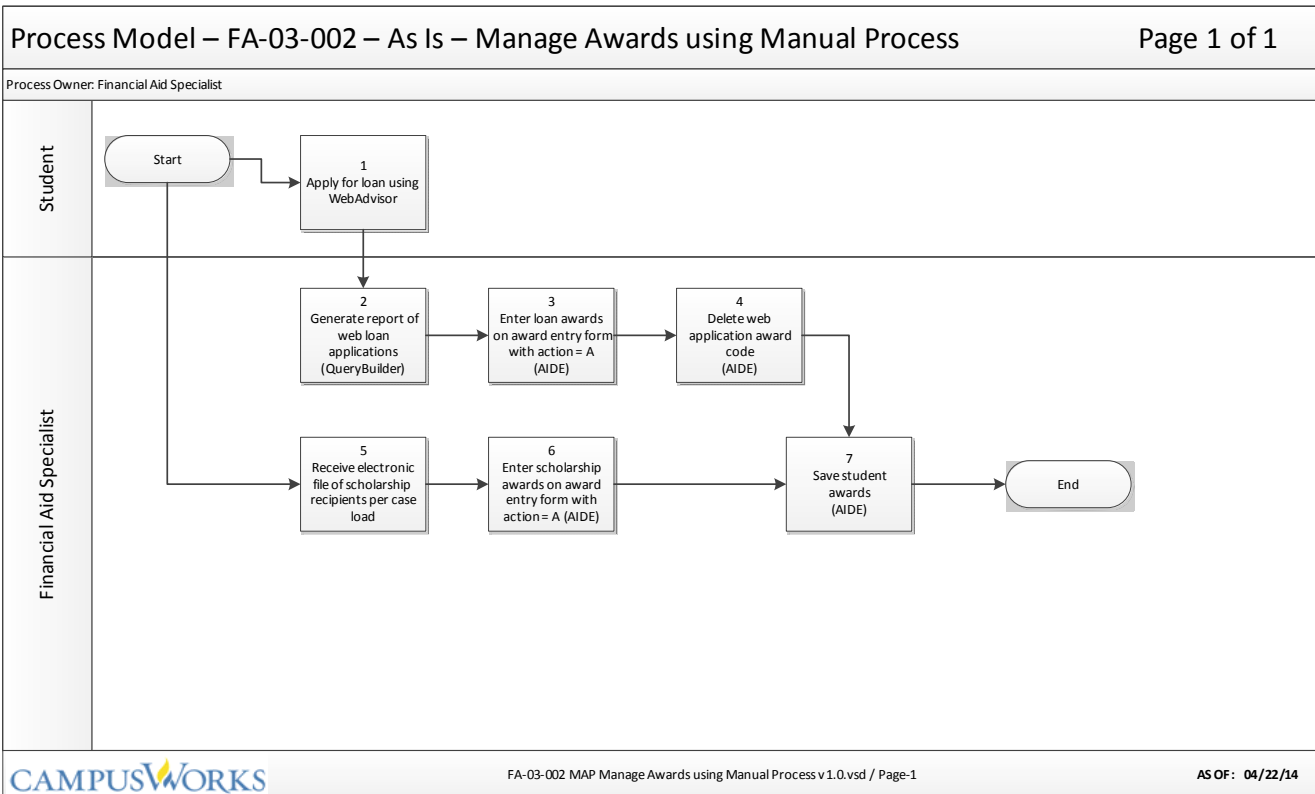 Process Model – FA-03-002 – As Is – Manage Awards using Manual Process
Page 1 of 1
Process Owner: Financial Aid Specialist
Student
Start
1
Apply for loan using
WebAdvisor
Financial Aid Specialist
2
Generate report of
web loan
applications
(QueryBuilder)
3
Enter loan awards
on award entry form
with action = A
(AIDE)
4
Delete web
application award
code
(AIDE)
5
Receive electronic
file of scholarship
recipients per case
load
6
Enter scholarship
awards on award
entry form with
action = A (AIDE)
7
Save student
awards
(AIDE)
End
CAMPUSWORKS
FA-03-002 MAP Manage Awards using Manual Process v 1.0.vsd / Page-1
AS OF: 04/22/14